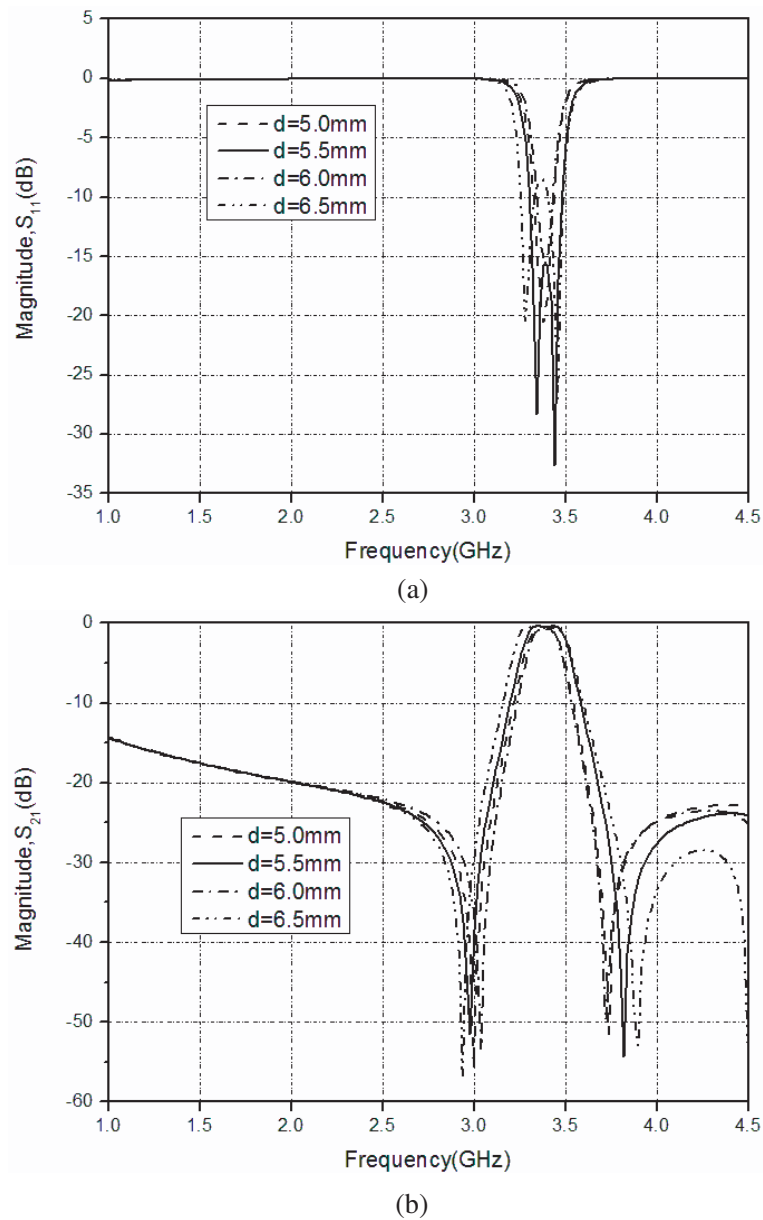 5
0
-5
-10
-15
-20
-25
-30
-35
Magnitude,S11(dB)
d=5.0mm
d=5.5mm
d=6.0mm
d=6.5mm
1.0 1.5 2.0 2.5 3.0 3.5 4.0 4.5
Frequency(GHz)
(a)
0
-10
-20
-30
-40
-50
-60
Magnitude,S21(dB)
d=5.0mm
d=5.5mm
d=6.0mm
d=6.5mm
1.0 1.5 2.0 2.5 3.0 3.5 4.0 4.5
Frequency(GHz)
(b)